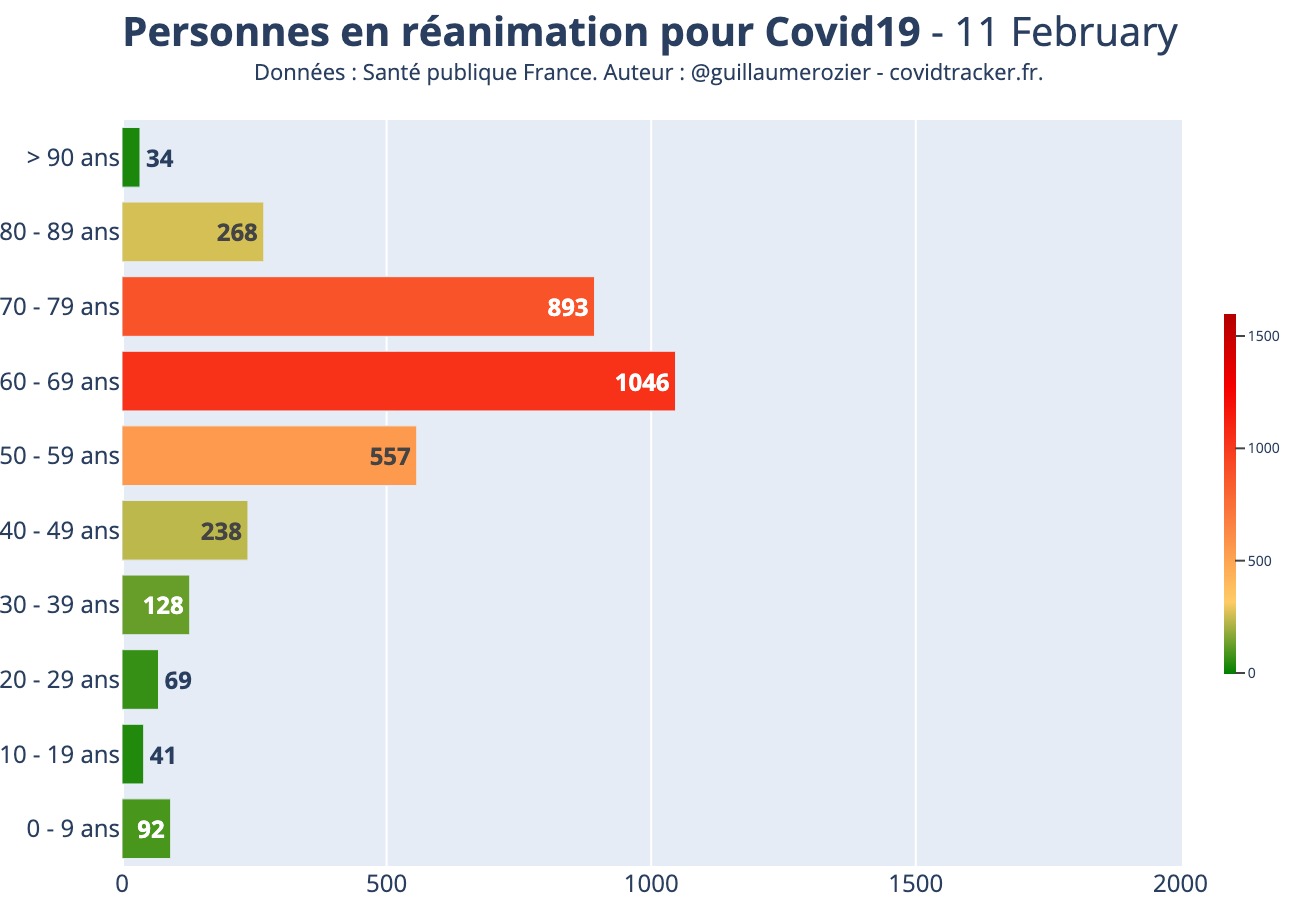 Personnes en réanimation pour Covid19 - 11 February
Données : Santé publique France. Auteur : @guillaumerozier - covidtracker.fr.
> 90 ans 34
80 - 89 ans 268
70 - 79 ans 893
60 - 69 ans 1046
50 - 59 ans 557
40 - 49 ans 238
30 - 39 ans 128
20 - 29 ans 69
10 - 19 ans 41
0 - 9 ans 92
0 500 1000 1500 2000
1500
1000
500
0